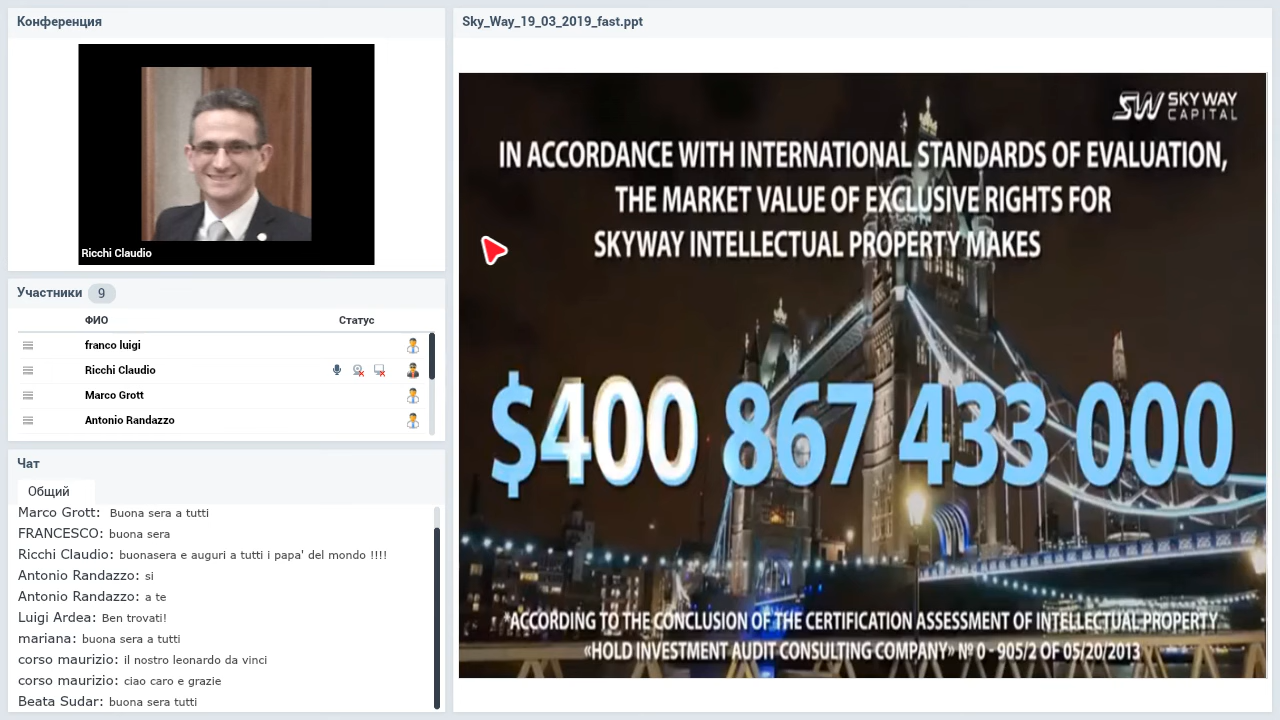 Конференция
Ricchi Claudio
Участники 9
ФИО Статус
franco luigi
Ricchi Claudio
Marco Grott
Antonio Randazzo
Чат
Общий
Marco Grott: Buona sera a tutti
FRANCESCO: buona sera
Ricchi Claudio: buonasera e auguri a tutti i papa' del mondo !!!!
Antonio Randazzo: si
Antonio Randazzo: a te
Luigi Ardea: Ben trovati!
mariana: buona sera a tutti
corso maurizio: il nostro leonardo da vinci
corso maurizio: ciao caro e grazie
Beata Sudar: buona sera tutti
Sky_Way_19_03_2019_fast.ppt
SW SKY WAY
CAPITAL
IN ACCORDANCE WITH INTERNATIONAL STANDARDS OF EVALUATION,
THE MARKET VALUE OF EXCLUSIVE RIGHTS FOR
SKYWAY INTELLECTUAL PROPERTY MAKES
$400 867 433 000
*ACCORDING TO THE CONCLUSION OF THE CERTIFICATION ASSESSMENT OF INTELLECTUAL PROPERTY
«HOLD INVESTMENT AUDIT CONSULTING COMPANY» № 0 - 905/2 OF 05/20/2013